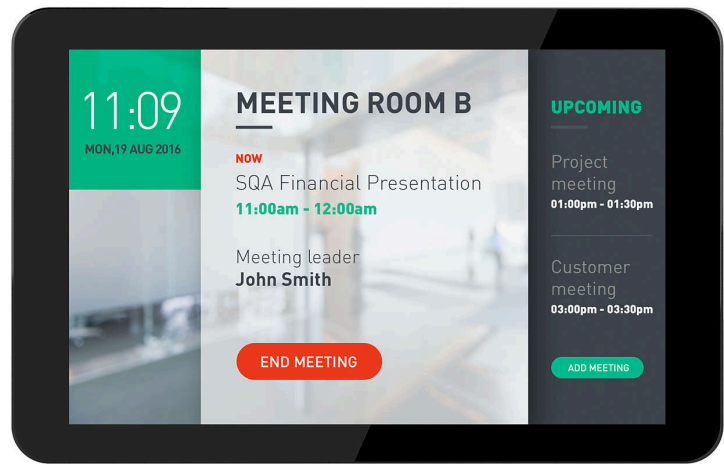 11:09
MON,19 AUG 2016
MEETING ROOM B
NOW
SQA Financial Presentation
11:00am - 12:00am
Meeting leader
John Smith
END MEETING
UPCOMING
Project
meeting
01:00pm - 01:30pm
Customer
meeting
03:00pm - 03:30pm
ADD MEETING